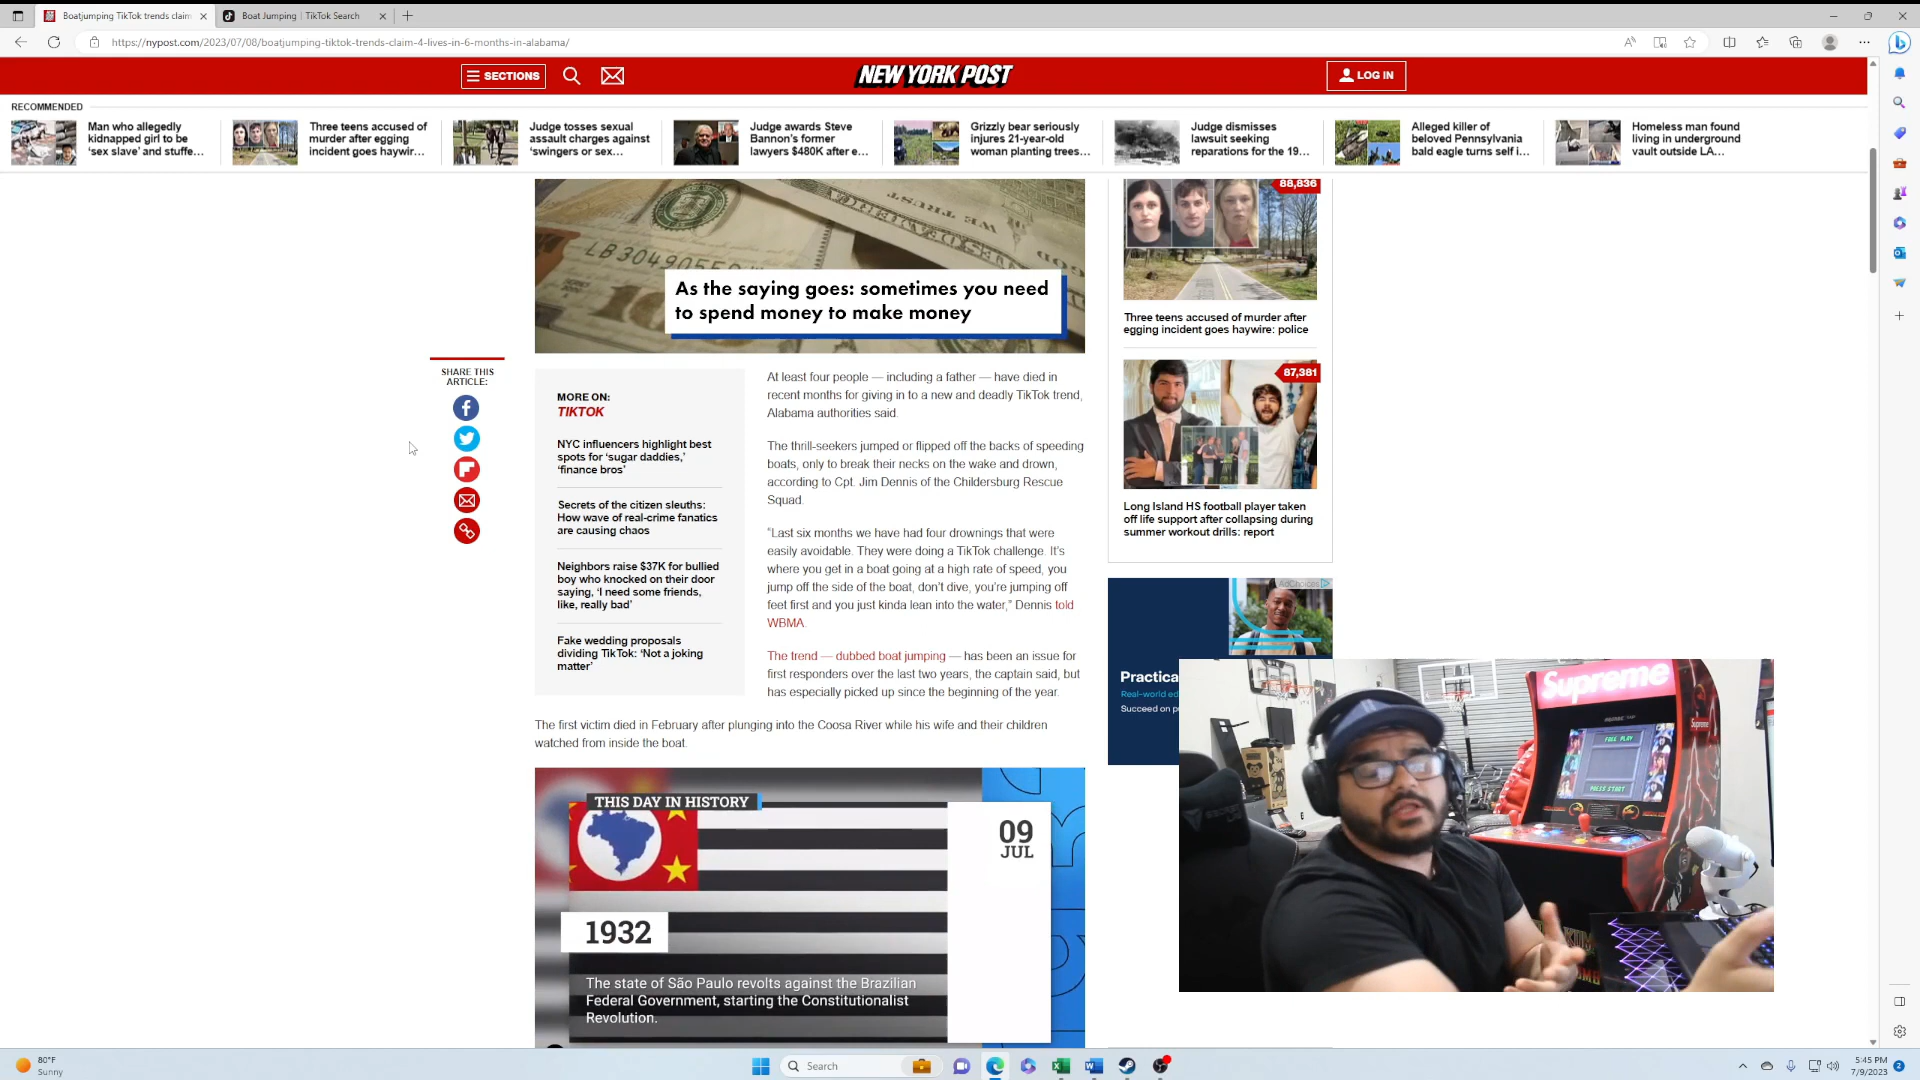 Boatjumping TikTok trends claim
Boat Jumping | TikTok Search
https://nypost.com/2023/07/08/boatjumping-tiktok-trends-claim-4-lives-in-6-months-in-alabama/
SECTIONS
NEW YORK POST
LOG IN
RECOMMENDED
Man who allegedly
kidnapped girl to be
‘sex slave’ and stuffe...
Three teens accused of
murder after egging
incident goes haywir...
Judge tosses sexual
assault charges against
‘swingers or sex...
Judge awards Steve
Bannon’s former
lawyers $480K after e...
Grizzly bear seriously
injures 21-year-old
woman planting trees...
Judge dismisses
lawsuit seeking
reparations for the 19...
Alleged killer of
beloved Pennsylvania
bald eagle turns self i...
Homeless man found
living in underground
vault outside LA...
WE TRUST
As the saying goes: sometimes you need
to spend money to make money
88,836
Three teens accused of murder after
egging incident goes haywire: police
87,381
Long Island HS football player taken
off life support after collapsing during
summer workout drills: report
SHARE THIS
ARTICLE:
MORE ON:
TIKTOK
NYC influencers highlight best
spots for ‘sugar daddies,’
‘finance bros’
Secrets of the citizen sleuths:
How wave of real-crime fanatics
are causing chaos
Neighbors raise $37K for bullied
boy who knocked on their door
saying, ‘I need some friends,
like, really bad’
Fake wedding proposals
dividing TikTok: ‘Not a joking
matter’
At least four people — including a father — have died in
recent months for giving in to a new and deadly TikTok trend,
Alabama authorities said.
The thrill-seekers jumped or flipped off the backs of speeding
boats, only to break their necks on the wake and drown,
according to Cpt. Jim Dennis of the Childersburg Rescue
Squad.
“Last six months we have had four drownings that were
easily avoidable. They were doing a TikTok challenge. It’s
where you get in a boat going at a high rate of speed, you
jump off the side of the boat, don’t dive, you’re jumping off
feet first and you just kinda lean into the water,” Dennis told
WBMA.
The trend — dubbed boat jumping — has been an issue for
first responders over the last two years, the captain said, but
has especially picked up since the beginning of the year.
The first victim died in February after plunging into the Coosa River while his wife and their children
watched from inside the boat.
AdChoices
Practica
Real-world ed
Succeed on p
Supreme
FREE PLAY
PRESS START
THIS DAY IN HISTORY
09
JUL
1932
The state of São Paulo revolts against the Brazilian
Federal Government, starting the Constitutionalist
Revolution.
80°F
Sunny
Search
5:45 PM
7/9/2023
2